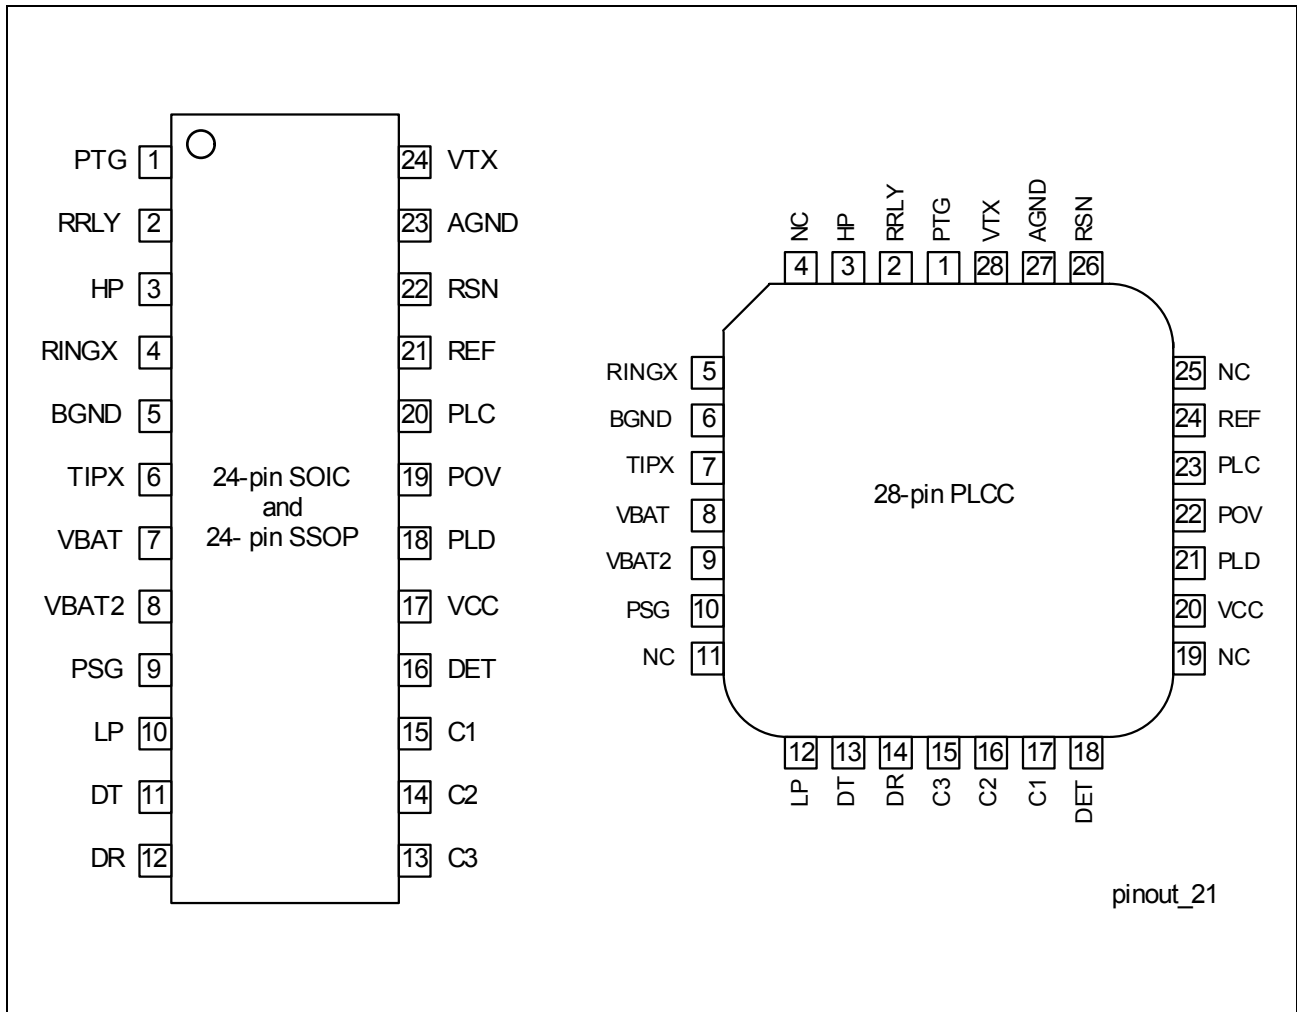 PTG 1
RRLY 2
HP 3
RINGX 4
BGND 5
TIPX 6
VBAT 7
VBAT2 8
PSG 9
LP 10
DT 11
DR 12
24-pin SOIC
and
24- pin SSOP
24 VTX
23 AGND
22 RSN
21 REF
20 PLC
19 POV
18 PLD
17 VCC
16 DET
15 C1
14 C2
13 C3
NC HP RRLY PTG VTX AGND RSN
4 3 2 1 28 27 26
RINGX 5
BGND 6
TIPX 7
VBAT 8
VBAT2 9
PSG 10
NC 11
28-pin PLCC
25 NC
24 REF
23 PLC
22 POV
21 PLD
20 VCC
19 NC
12 13 14 15 16 17 18
LP DT DR C3 C2 C1 DET
pinout_21